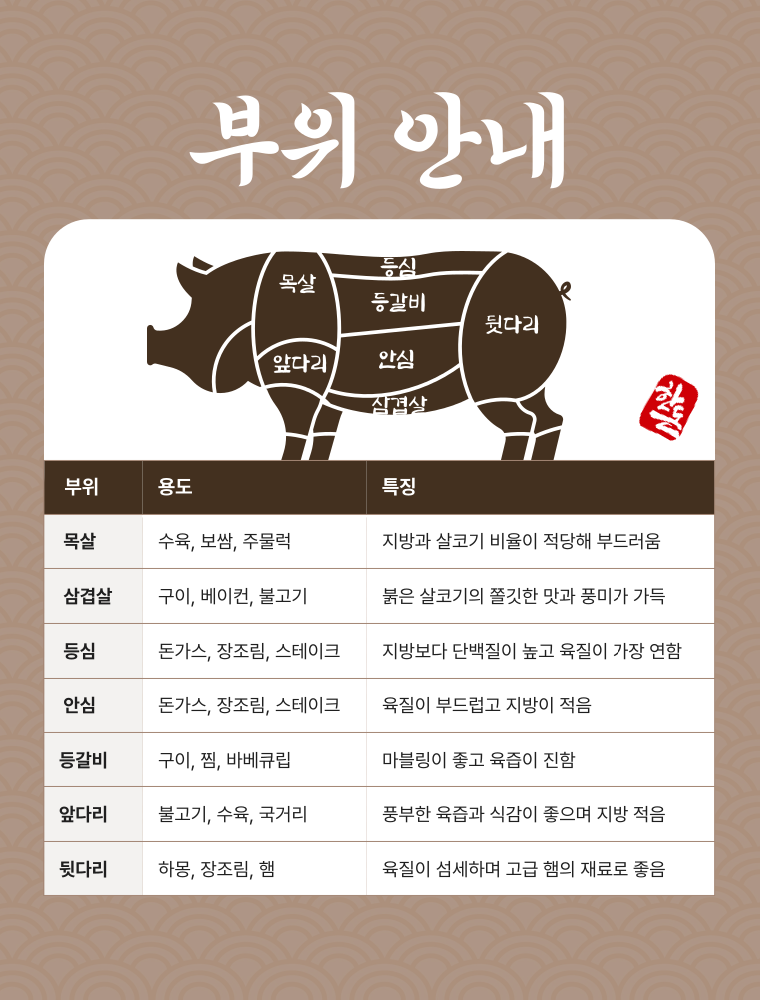 부위 안내
등심
목살
등갈비
뒷다리
안심
앞다리
삼겹살
한돈
부위 용도 특징
목살 수육, 보쌈, 주물럭 지방과 살코기 비율이 적당해 부드러움
삼겹살 구이, 베이컨, 불고기 붉은 살코기의 쫄깃한 맛과 풍미가 가득
등심 돈가스, 장조림, 스테이크 지방보다 단백질이 높고 육질이 가장 연함
안심 돈가스, 장조림, 스테이크 육질이 부드럽고 지방이 적음
등갈비 구이, 찜, 바베큐립 마블링이 좋고 육즙이 진함
앞다리 불고기, 수육, 국거리 풍부한 육즙과 식감이 좋으며 지방 적음
뒷다리 하몽, 장조림, 햄 육질이 섬세하며 고급 햄의 재료로 좋음